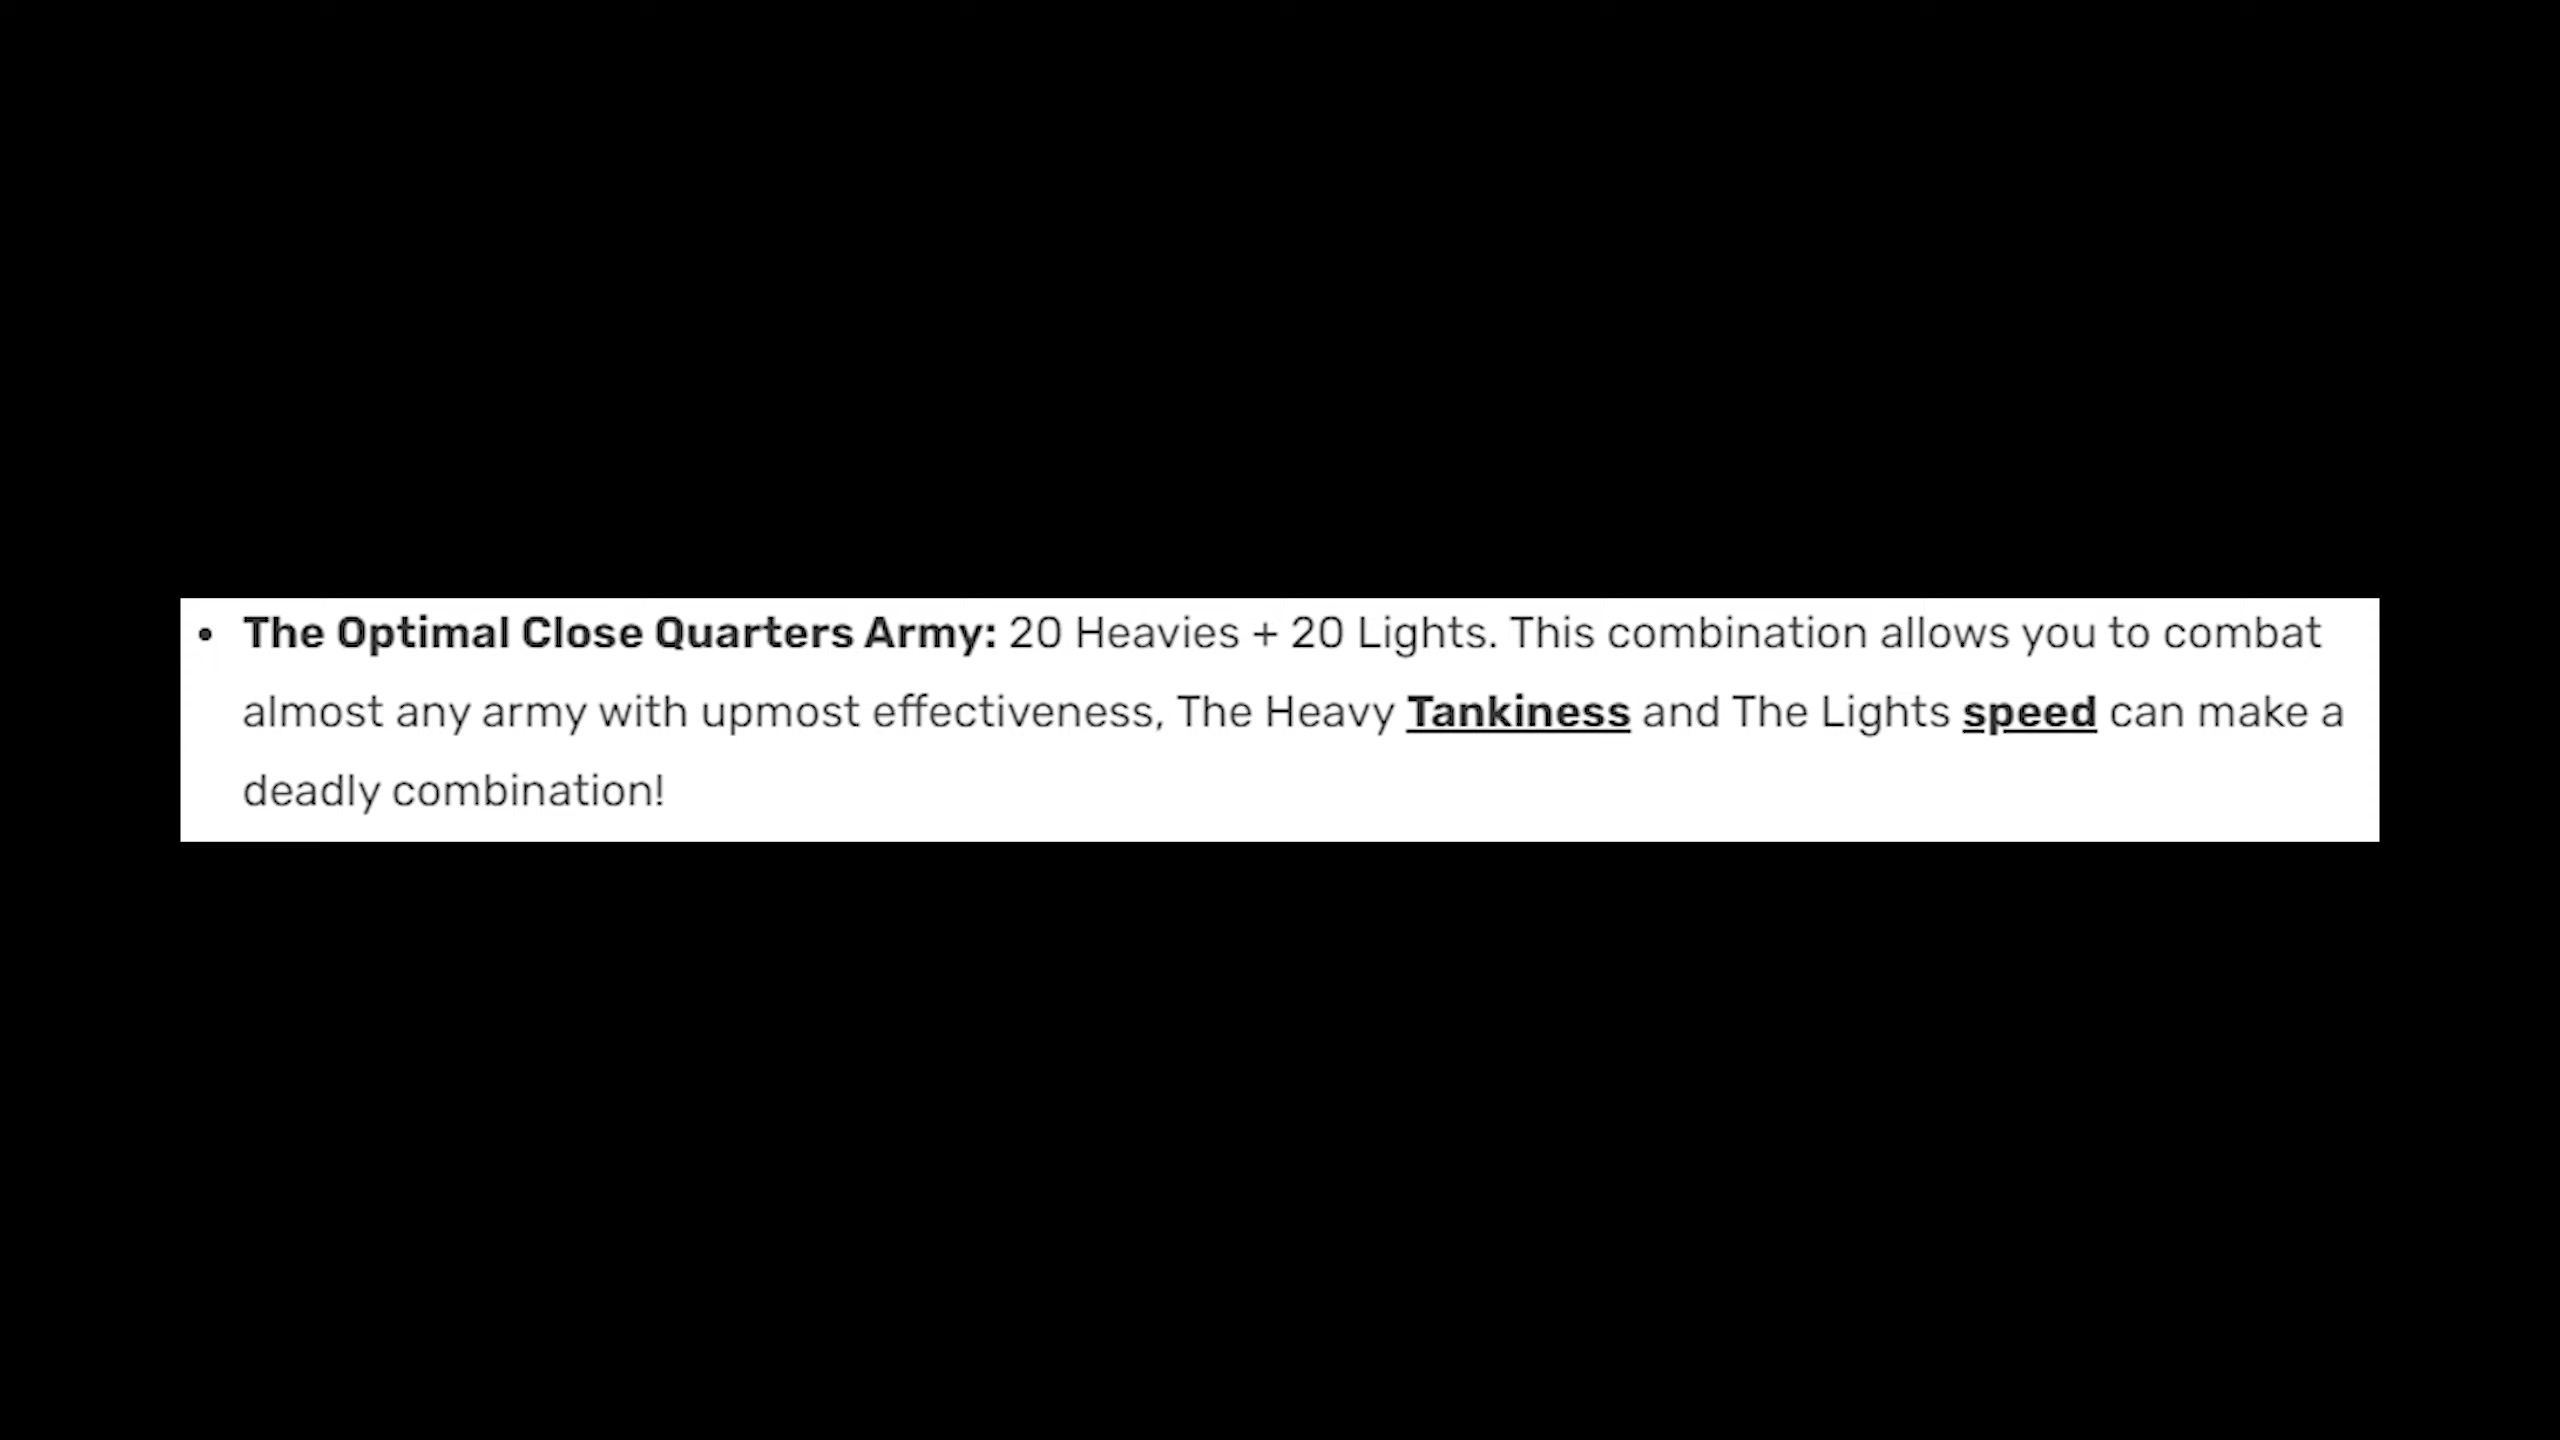 • The Optimal Close Quarters Army: 20 Heavies + 20 Lights. This combination allows you to combat
almost any army with upmost effectiveness, The Heavy Tankiness and The Lights speed can make a
deadly combination!